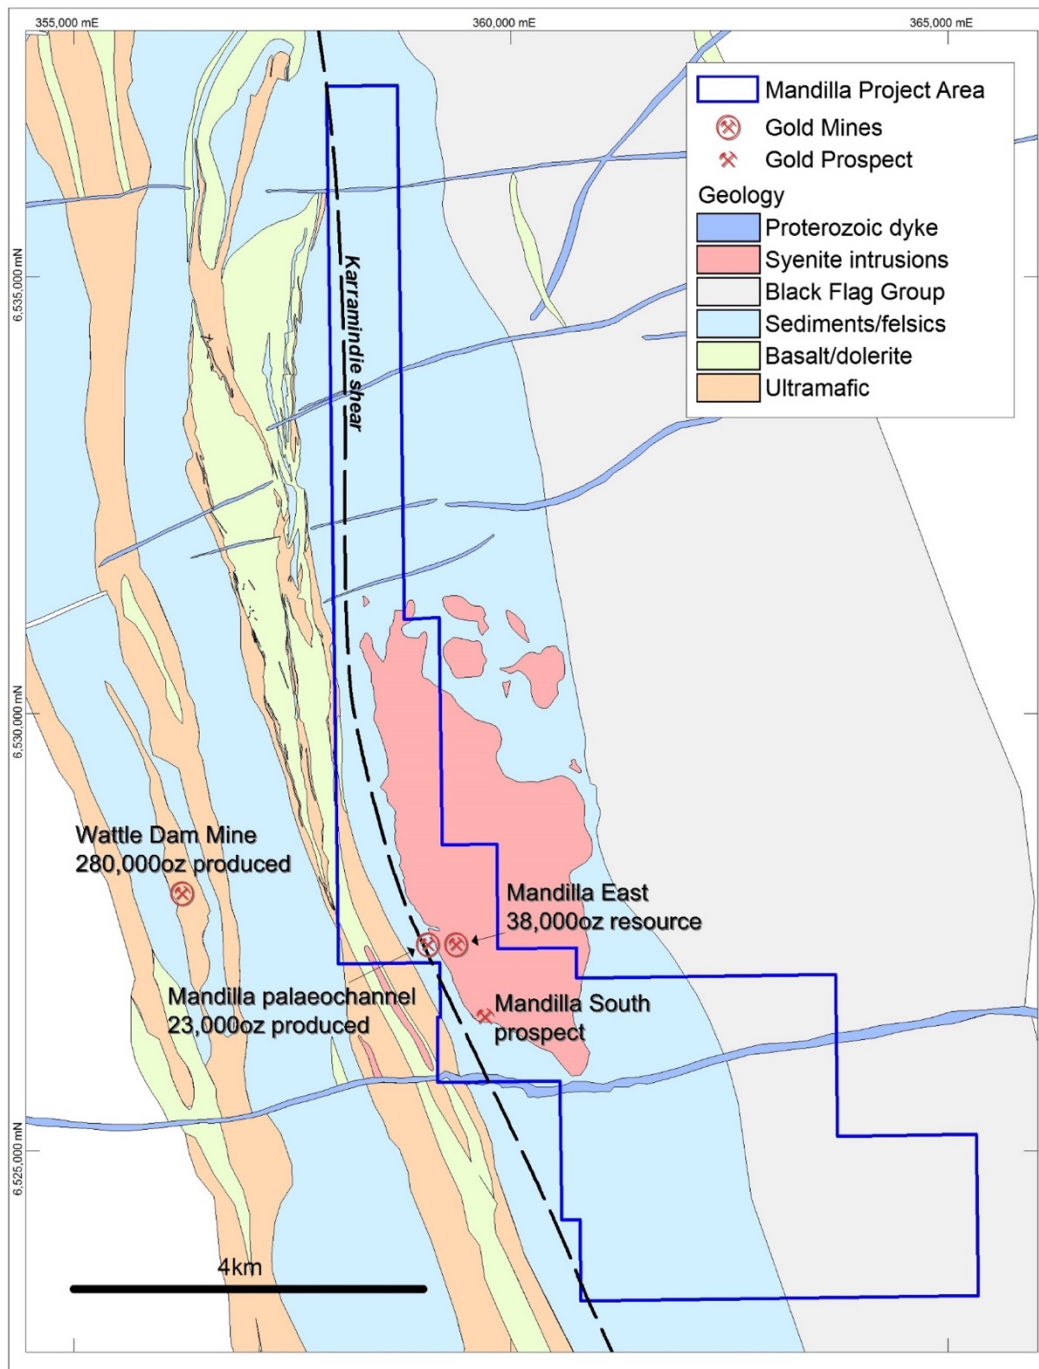 355,000 mE
360,000 mE
365,000 mE
Mandilla Project Area
Gold Mines
Gold Prospect
Geology
Proterozoic dyke
Syenite intrusions
Black Flag Group
Sediments/felsics
Basalt/dolerite
Ultramafic
6,535,000 mN
Karramindie shear
6,530,000 mN
Wattle Dam Mine
280,000oz produced
Mandilla East
38,000oz resource
Mandilla palaeochannel
23,000oz produced
Mandilla South
prospect
6,525,000 mN
4km